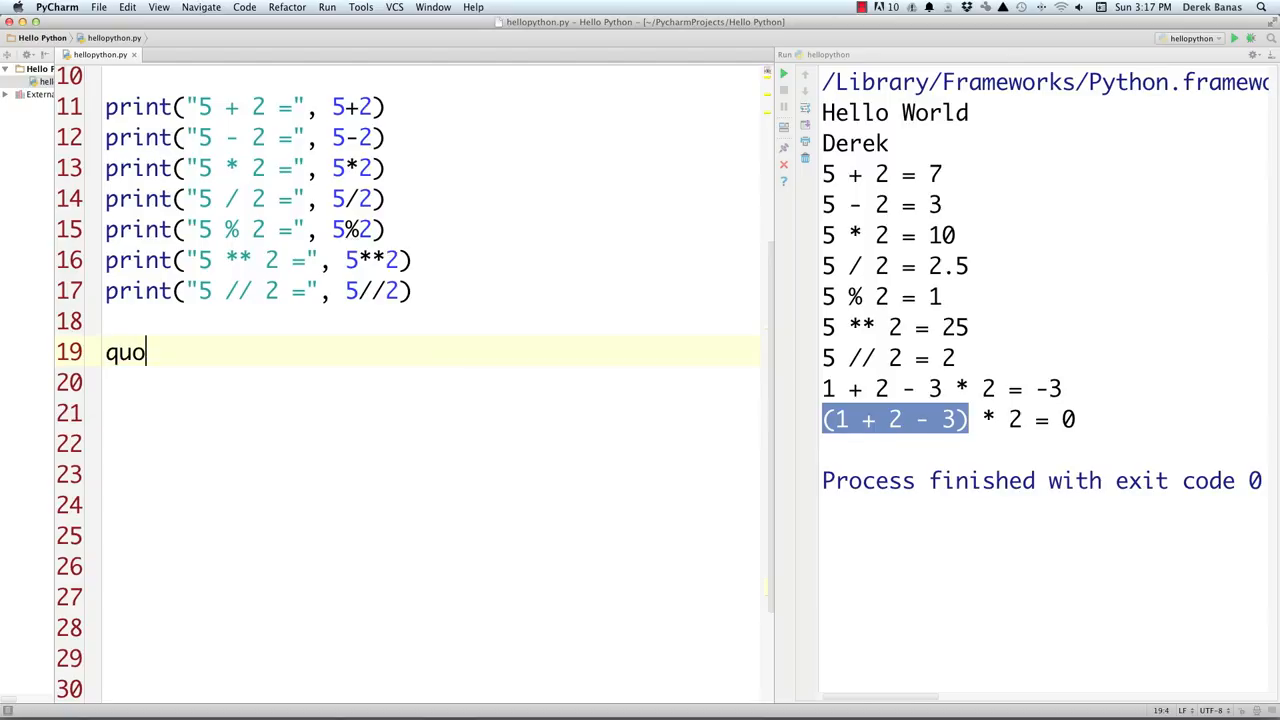 PyCharm File Edit View Navigate Code Refactor Run Tools VCS Window Help 10 Sun 3:17 PM Derek Banas
hellopython.py - Hello Python - [~/PycharmProjects/Hello Python]
Hello Python hellopython.py hellopython
hellopython.py Run hellopython
Hello P
hell
Externa
10
11 print("5 + 2 =", 5+2)
12 print("5 - 2 =", 5-2)
13 print("5 * 2 =", 5*2)
14 print("5 / 2 =", 5/2)
15 print("5 % 2 =", 5%2)
16 print("5 ** 2 =", 5**2)
17 print("5 // 2 =", 5//2)
18
19 quo
20
21
22
23
24
25
26
27
28
29
30
/Library/Frameworks/Python.framewo
Hello World
Derek
5 + 2 = 7
5 - 2 = 3
5 * 2 = 10
5 / 2 = 2.5
5 % 2 = 1
5 ** 2 = 25
5 // 2 = 2
1 + 2 - 3 * 2 = -3
(1 + 2 - 3) * 2 = 0
Process finished with exit code 0
19:4 LF UTF-8